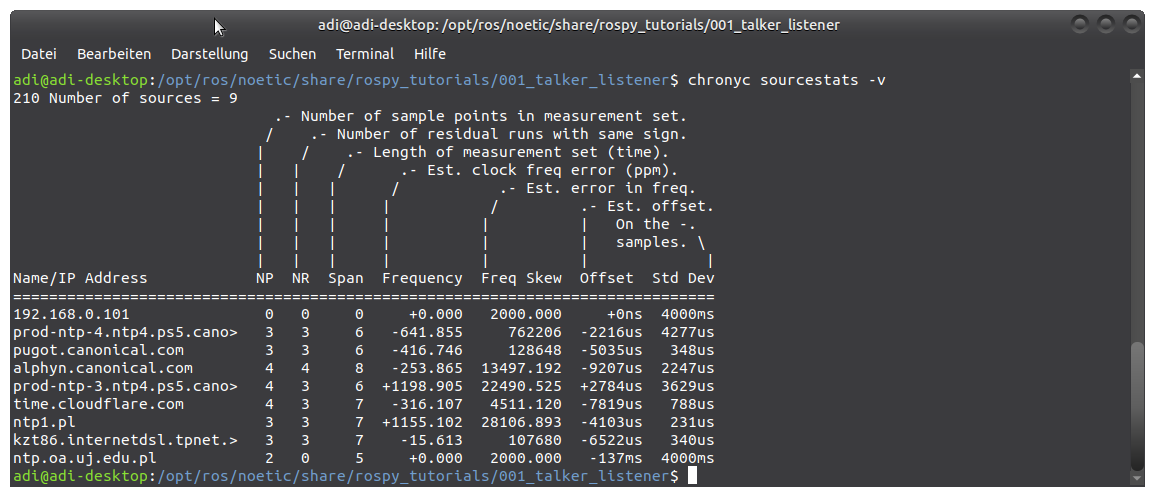 adi@adi-desktop: /opt/ros/noetic/share/rospy_tutorials/001_talker_listener
Datei Bearbeiten Darstellung Suchen Terminal Hilfe
adi@adi-desktop:/opt/ros/noetic/share/rospy_tutorials/001_talker_listener$ chronyc sourcestats -v
210 Number of sources = 9
                             .- Number of sample points in measurement set.
                            /    .- Number of residual runs with same sign.
                           |    /    .- Length of measurement set (time).
                           |   |    /      .- Est. clock freq error (ppm).
                           |   |   |      /           .- Est. error in freq.
                           |   |   |     |           /         .- Est. offset.
                           |   |   |     |          |          |   On the -.
                           |   |   |     |          |          |   samples. \
                           |   |   |     |          |          |             |
Name/IP Address            NP  NR  Span  Frequency  Freq Skew  Offset  Std Dev
==============================================================================
192.168.0.101               0   0     0     +0.000   2000.000     +0ns  4000ms
prod-ntp-4.ntp4.ps5.cano>   3   3     6   -641.855     762206  -2216us  4277us
pugot.canonical.com         3   3     6   -416.746     128648  -5035us   348us
alphyn.canonical.com        4   4     8   -253.865  13497.192  -9207us  2247us
prod-ntp-3.ntp4.ps5.cano>   4   3     6  +1198.905  22490.525  +2784us  3629us
time.cloudflare.com         4   3     7   -316.107   4511.120  -7819us   788us
ntp1.pl                     3   3     7  +1155.102  28106.893  -4103us   231us
kzt86.internetdsl.tpnet.>   3   3     7    -15.613     107680  -6522us   340us
ntp.oa.uj.edu.pl            2   0     5     +0.000   2000.000   -137ms  4000ms
adi@adi-desktop:/opt/ros/noetic/share/rospy_tutorials/001_talker_listener$